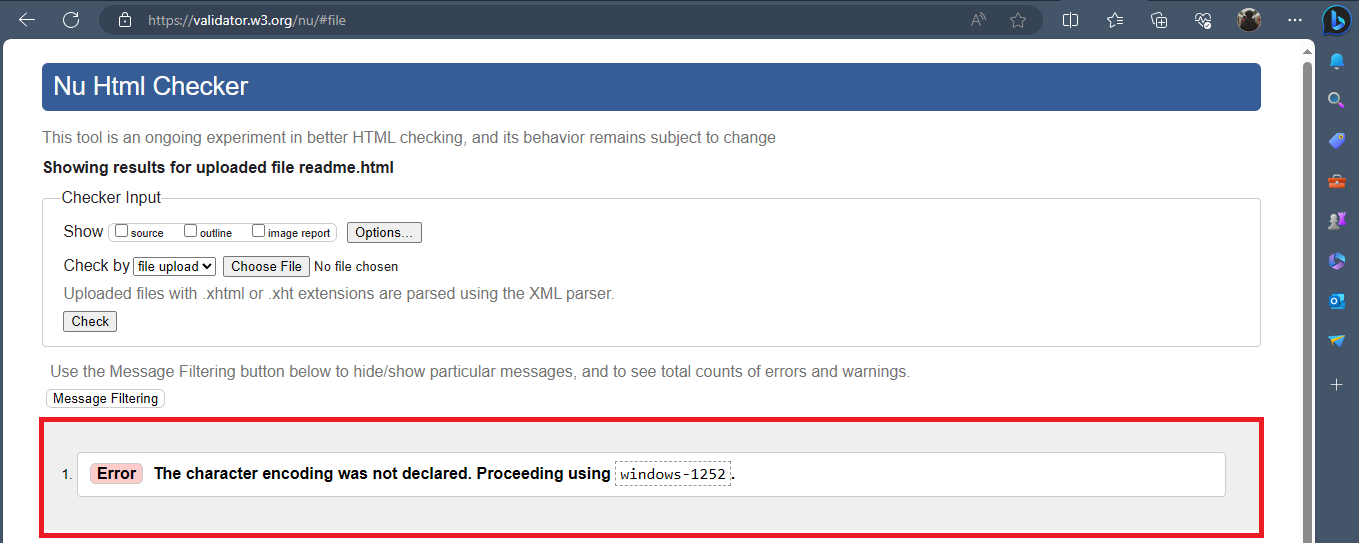 https://validator.w3.org/nu/#file
Nu Html Checker
This tool is an ongoing experiment in better HTML checking, and its behavior remains subject to change
Showing results for uploaded file readme.html
Checker Input
Show source outline image report Options...
Check by file upload Choose File No file chosen
Uploaded files with .xhtml or .xht extensions are parsed using the XML parser.
Check
Use the Message Filtering button below to hide/show particular messages, and to see total counts of errors and warnings.
Message Filtering
1. Error The character encoding was not declared. Proceeding using windows-1252.